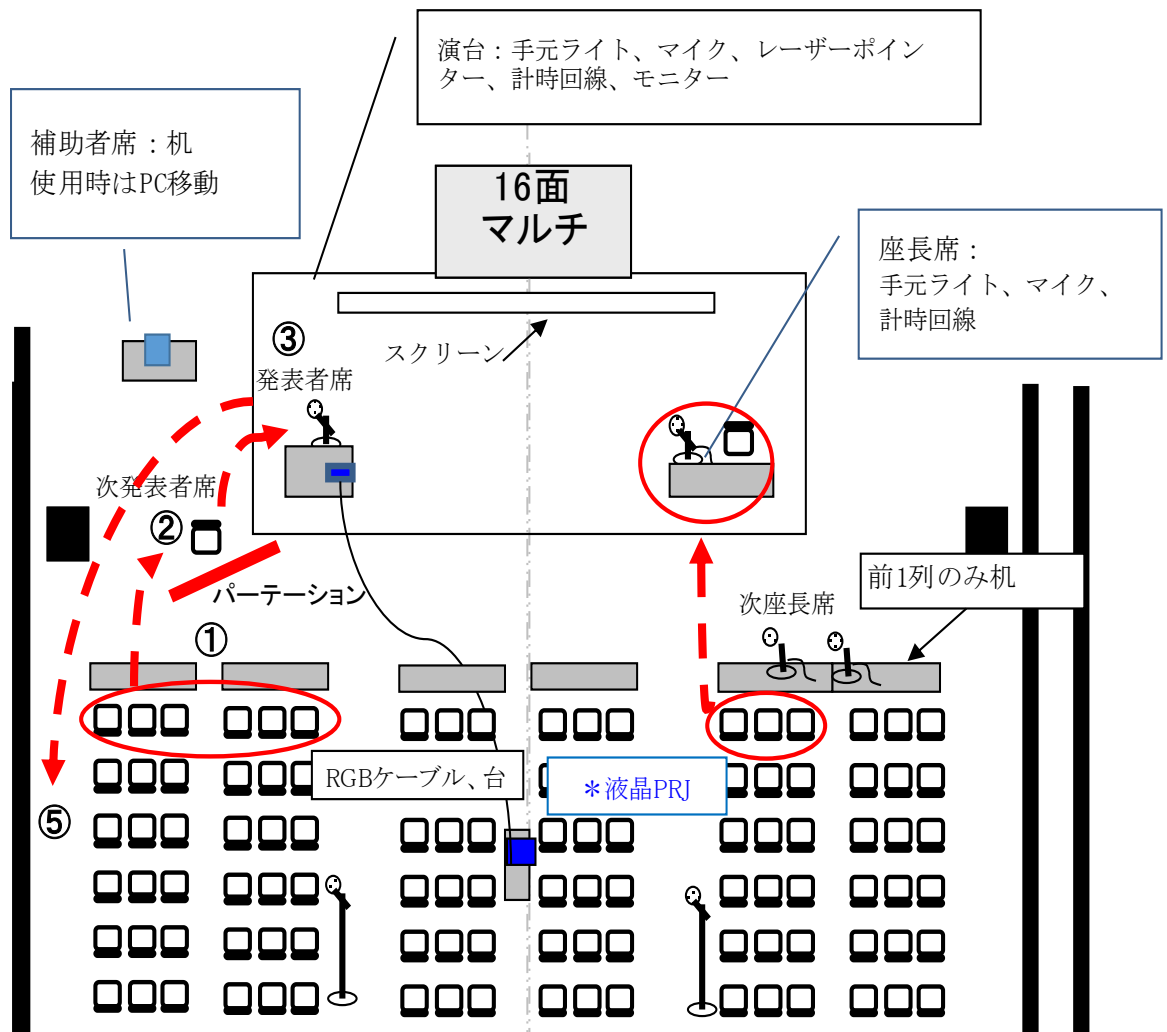 演台：手元ライト、マイク、レーザーポイン
ター、計時回線、モニター
補助者席：机
使用時はPC移動
16面
マルチ
座長席：
手元ライト、マイク、
計時回線
③
スクリーン
発表者席
次発表者席
②
前1列のみ机
パーテーション
次座長席
①
RGBケーブル、台
＊液晶PRJ
⑤